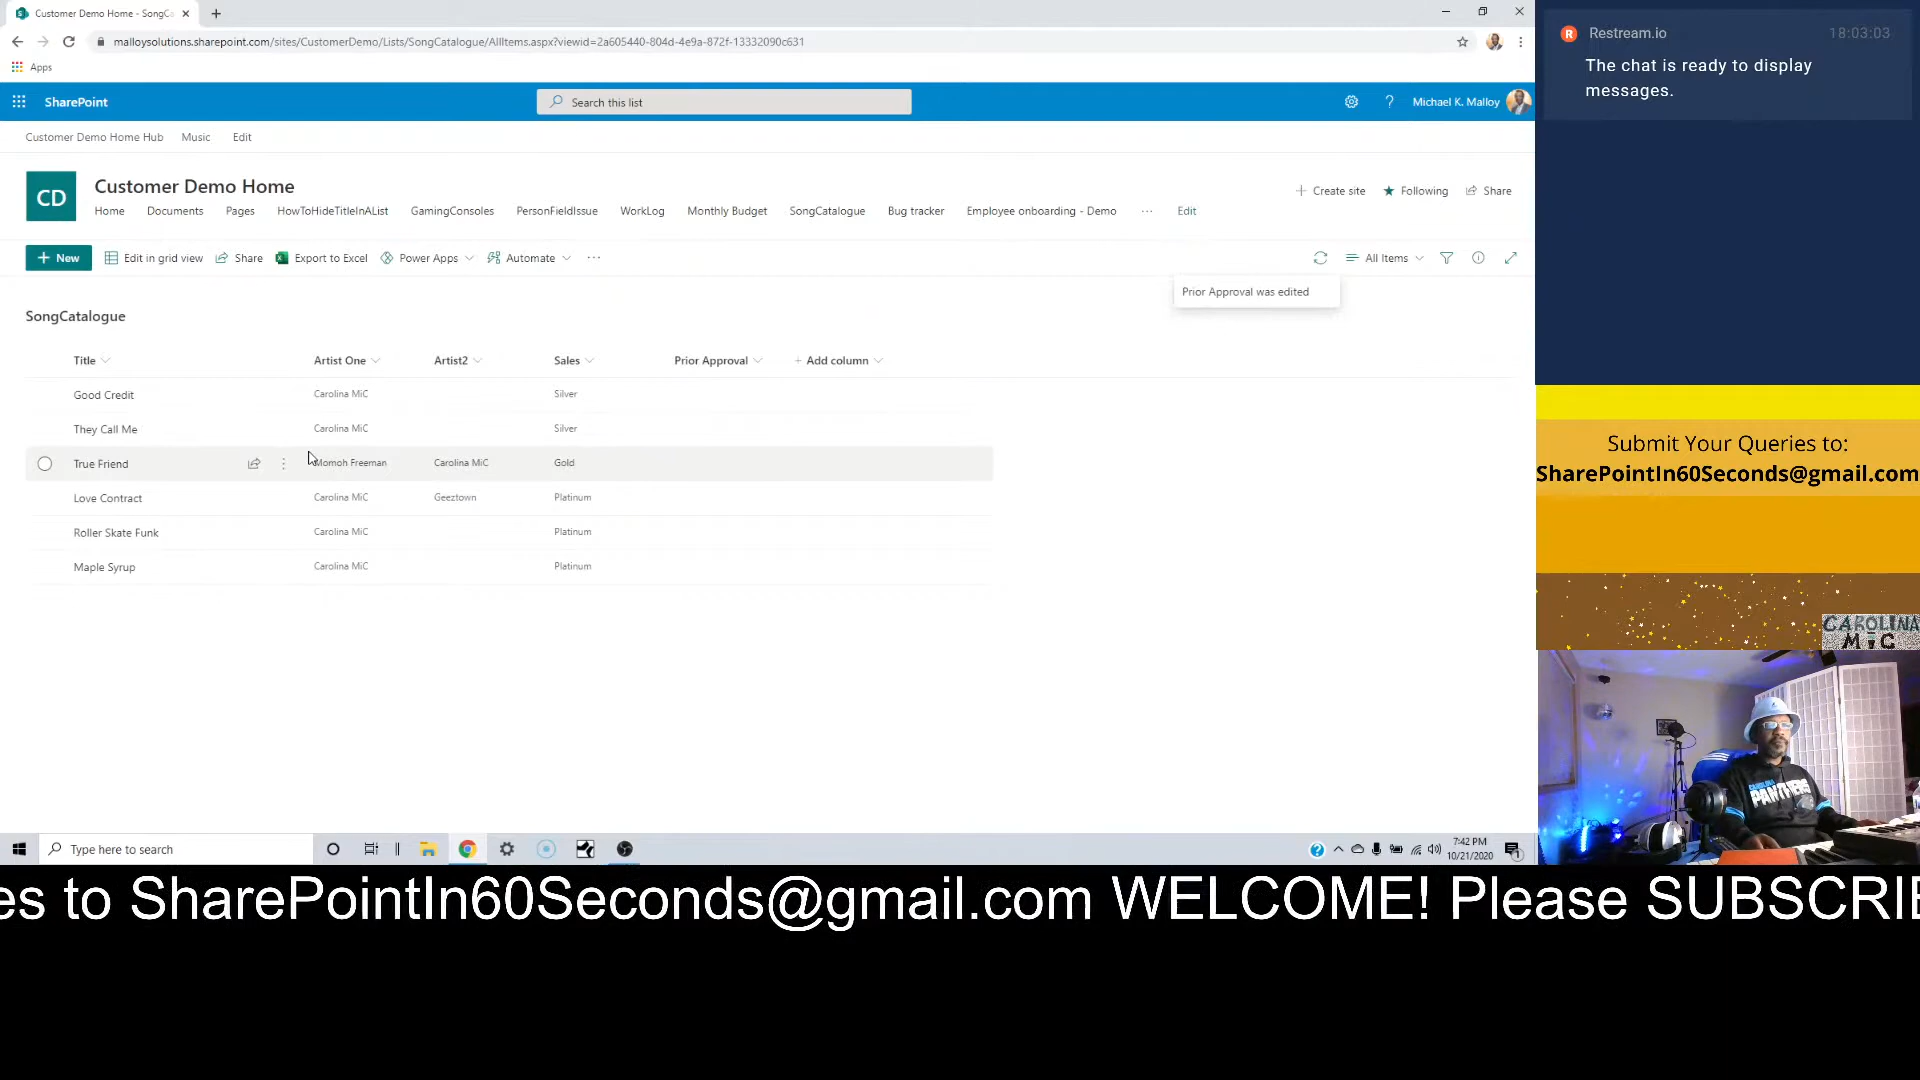 Customer Demo Home - SongCa
malloysolutions.sharepoint.com/sites/CustomerDemo/Lists/SongCatalogue/AllItems.aspx?viewid=2a605440-804d-4e9a-872f-13332090c631
Apps
SharePoint
Search this list
Michael K. Malloy
Customer Demo Home Hub Music Edit
CD
Customer Demo Home
Create site Following Share
Home Documents Pages HowToHideTitleInAList GamingConsoles PersonFieldIssue WorkLog Monthly Budget SongCatalogue Bug tracker Employee onboarding - Demo ··· Edit
+ New Edit in grid view Share Export to Excel Power Apps Automate ··· All Items
Prior Approval was edited
SongCatalogue
Title Artist One Artist2 Sales Prior Approval + Add column
Good Credit Carolina MiC Silver
They Call Me Carolina MiC Silver
True Friend Momoh Freeman Carolina MiC Gold
Love Contract Carolina MiC Geeztown Platinum
Roller Skate Funk Carolina MiC Platinum
Maple Syrup Carolina MiC Platinum
Type here to search
7:42 PM
10/21/2020
R Restream.io 18:03:03
The chat is ready to display
messages.
Submit Your Queries to:
SharePointIn60Seconds@gmail.com
CAROLINA
MiC
CAROLINA
PANTHERS
es to SharePointIn60Seconds@gmail.com WELCOME! Please SUBSCRIE